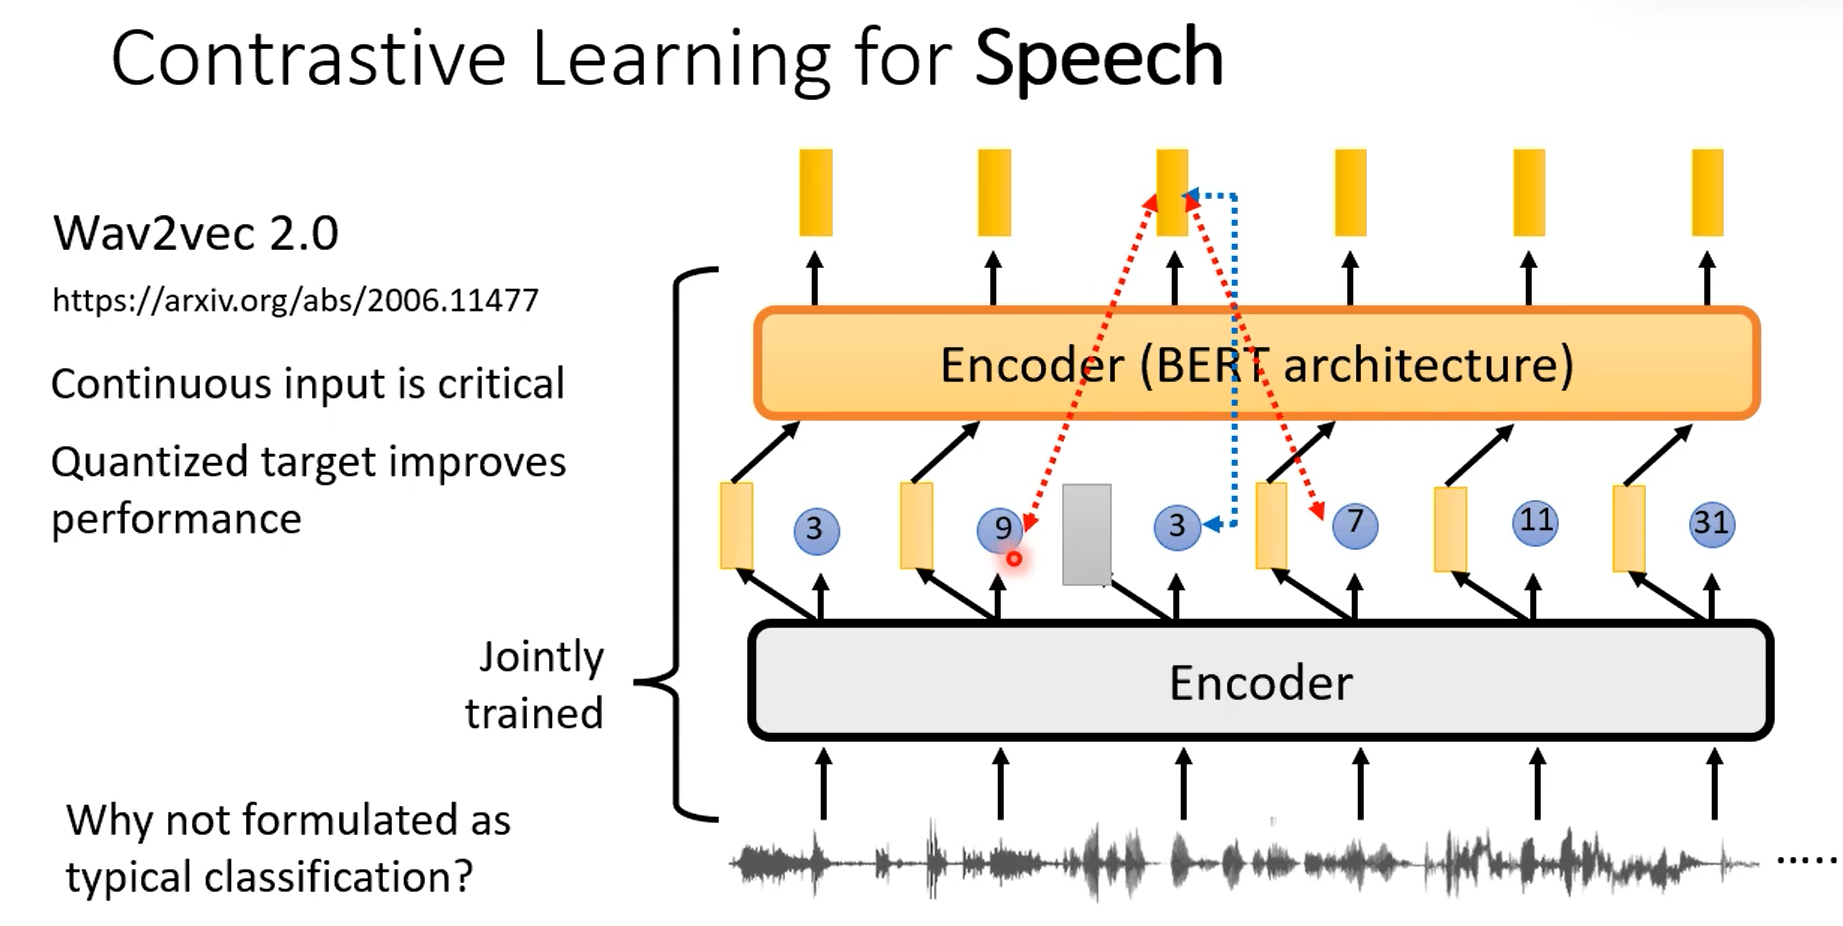 Contrastive Learning for Speech
Wav2vec 2.0
https://arxiv.org/abs/2006.11477
Continuous input is critical
Quantized target improves
performance
Jointly
trained
Why not formulated as
typical classification?
Encoder (BERT architecture)
3
9
3
7
11
31
Encoder
......